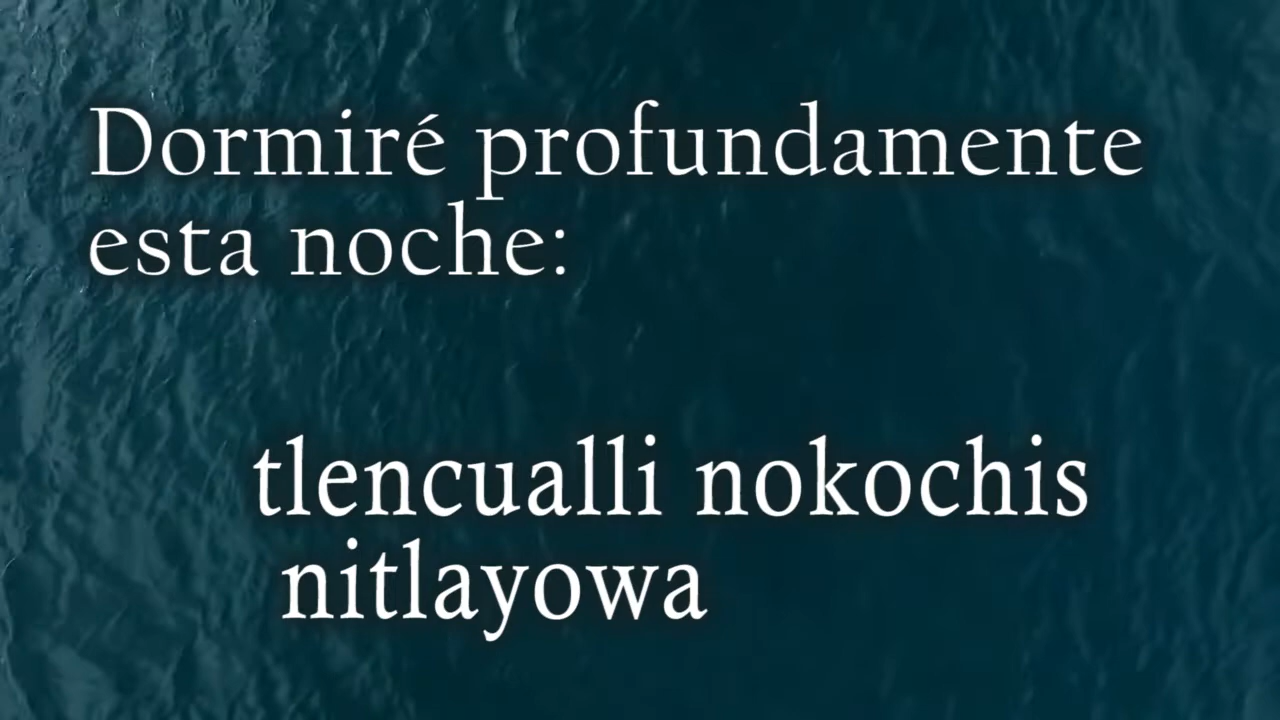 Dormiré profundamente
esta noche:
tlencualli nokochis
nitlayowa